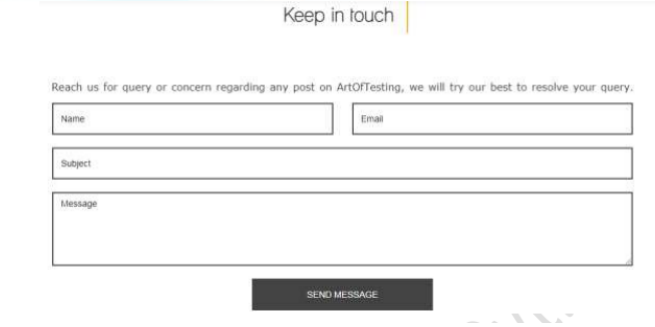 Keep in touch
Reach us for query or concern regarding any post on ArtOfTesting, we will try our best to resolve your query.
Name
Email
Subject
Message
SEND MESSAGE